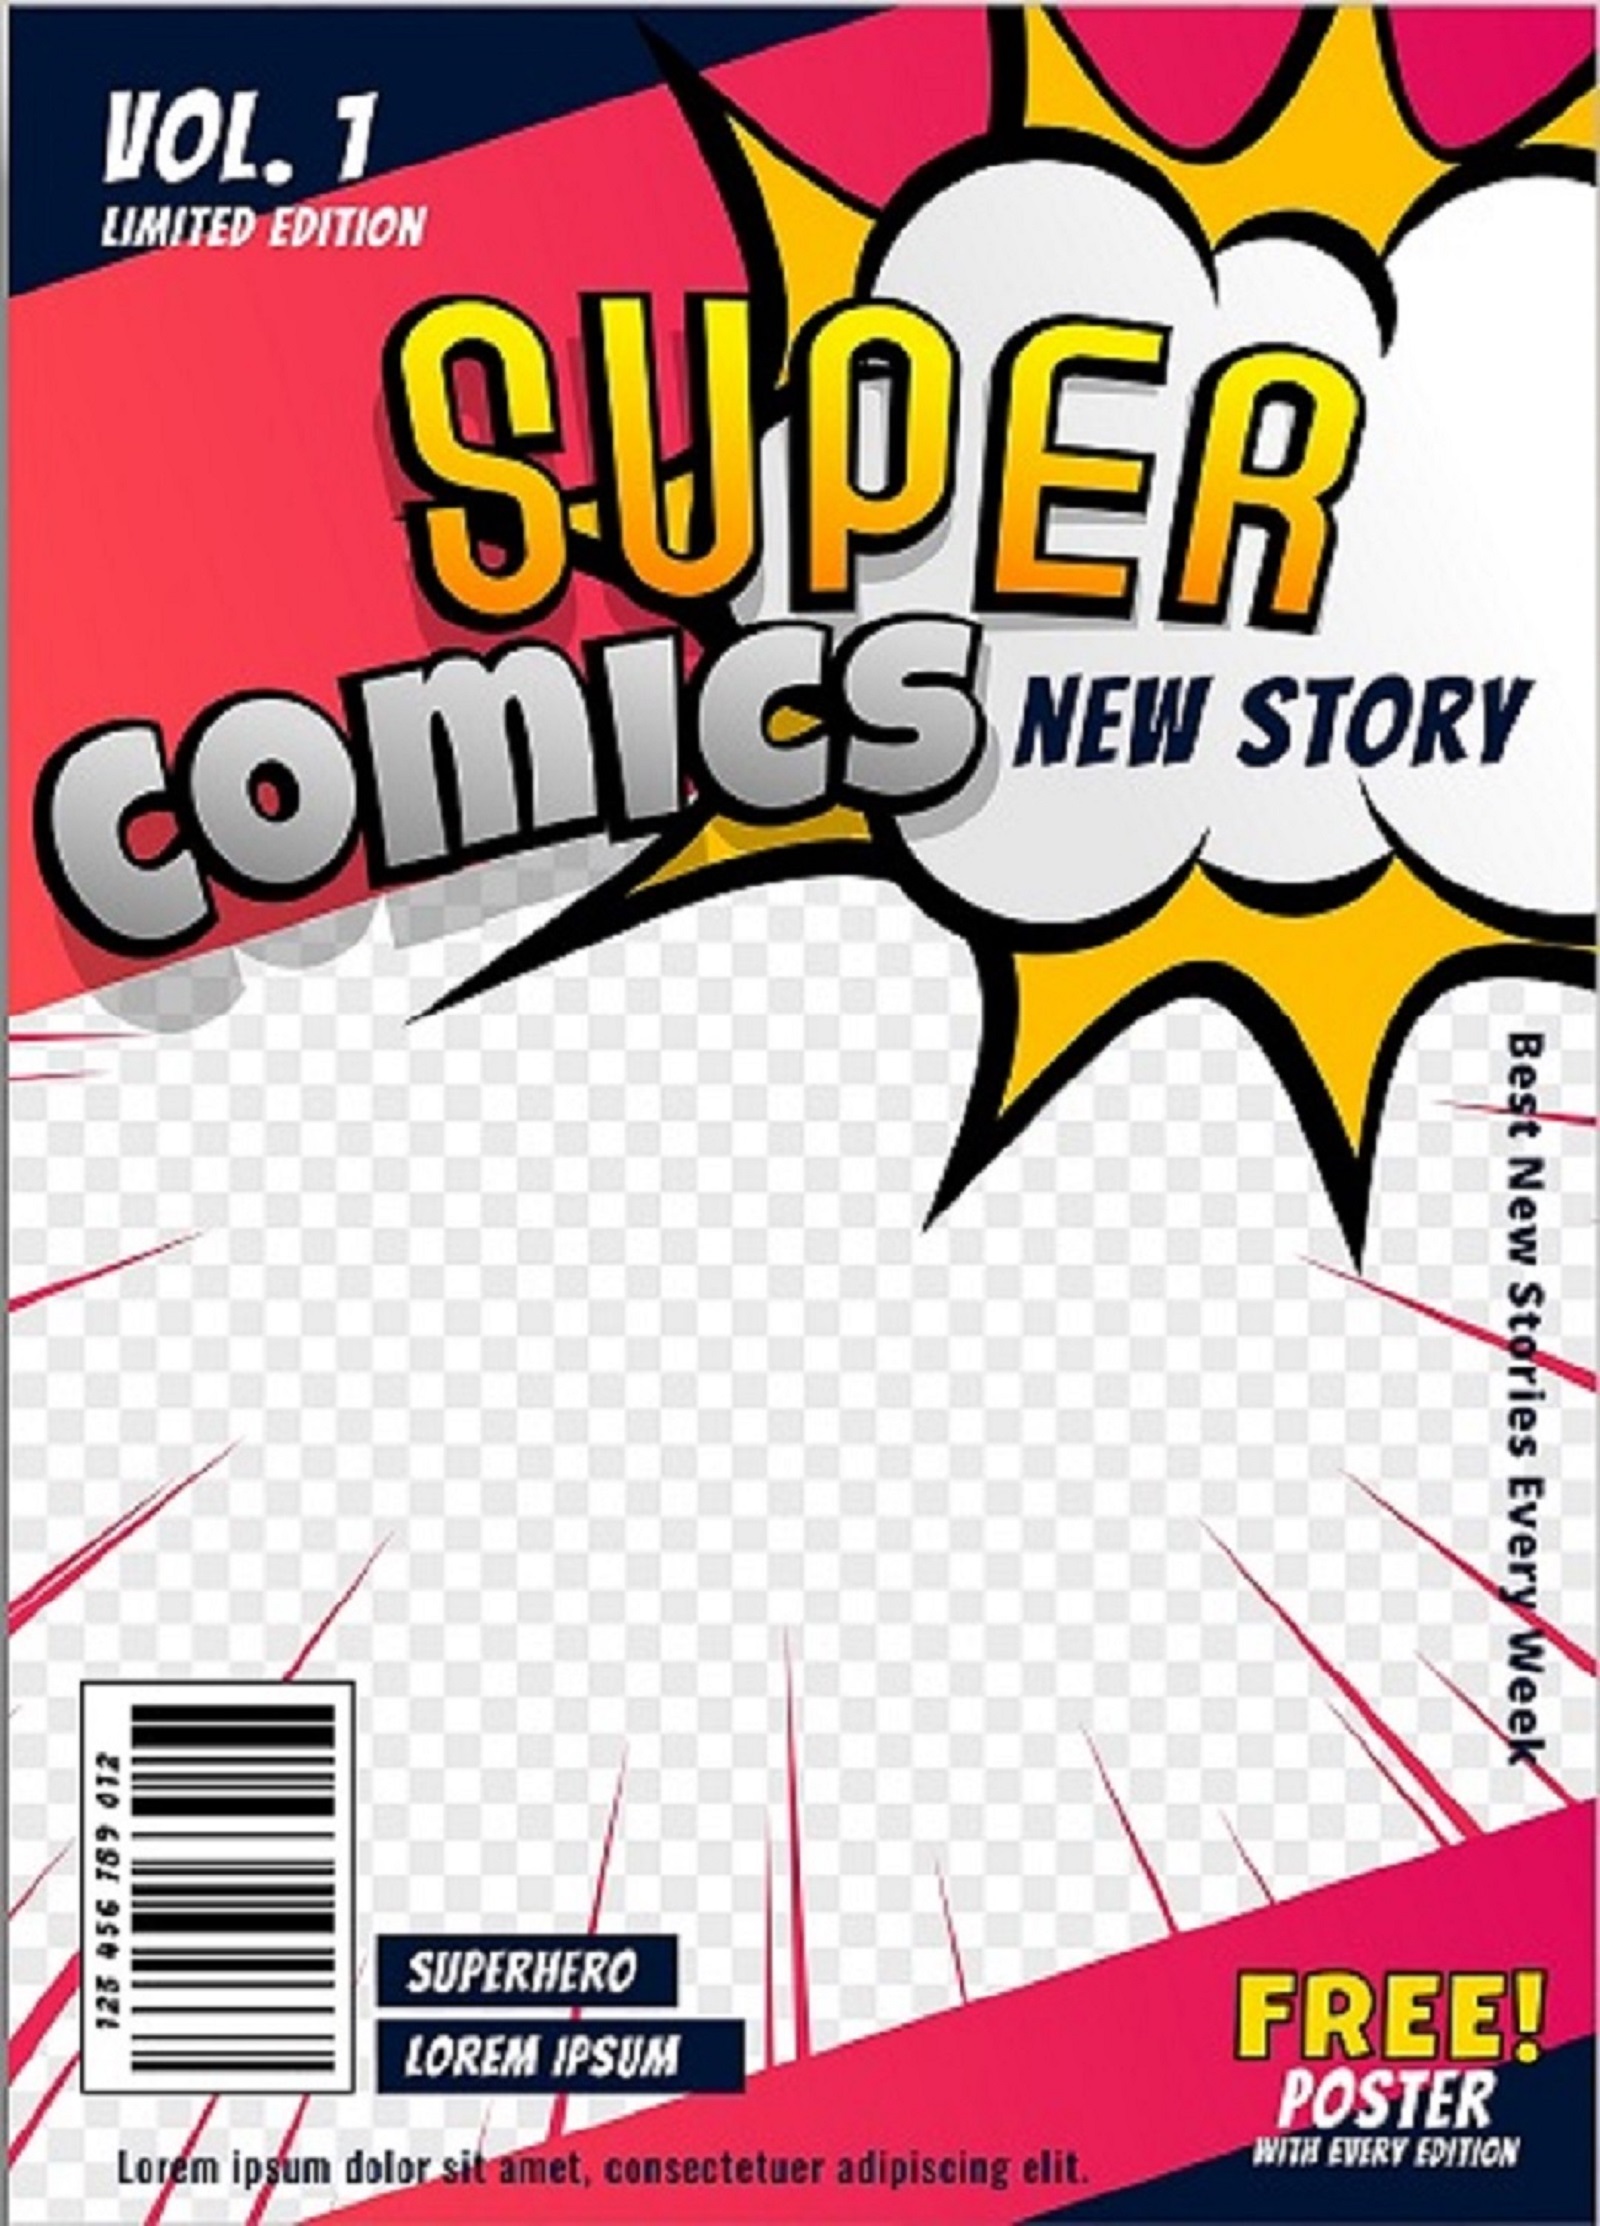 VOL. 1
LIMITED EDITION
SUPER
COMICS
NEW STORY
Best New Stories Every Week
123 456 789 012
SUPERHERO
LOREM IPSUM
FREE!
POSTER
WITH EVERY EDITION
Lorem ipsum dolor sit amet, consectetuer adipiscing elit.